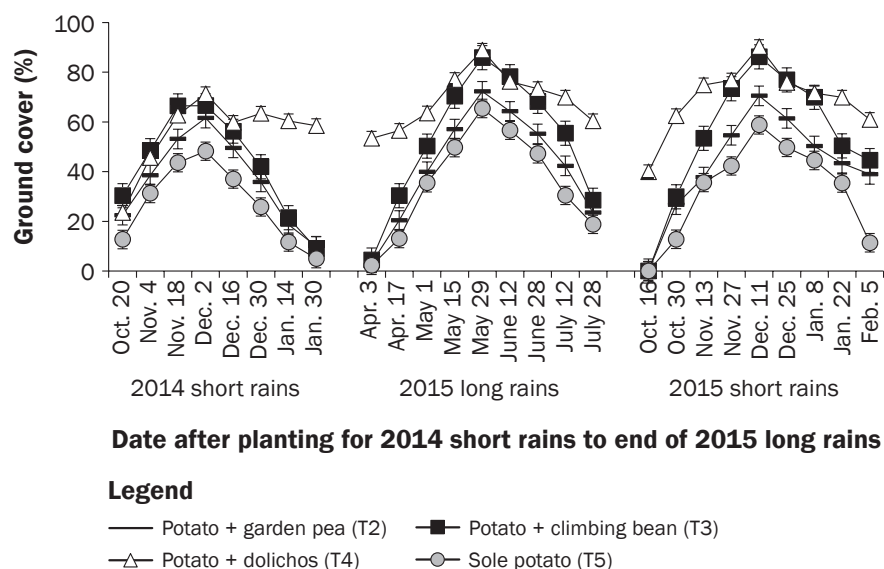 Ground cover (%)
100
80
60
40
20
0
Oct. 20
Nov. 4
Nov. 18
Dec. 2
Dec. 16
Dec. 30
Jan. 14
Jan. 30
Apr. 3
Apr. 17
May 1
May 15
May 29
June 12
June 28
July 12
July 28
Oct. 16
Oct. 30
Nov. 13
Nov. 27
Dec. 11
Dec. 25
Jan. 8
Jan. 22
Feb. 5
2014 short rains
2015 long rains
2015 short rains
Date after planting for 2014 short rains to end of 2015 long rains
Legend
Potato + garden pea (T2)
Potato + climbing bean (T3)
Potato + dolichos (T4)
Sole potato (T5)